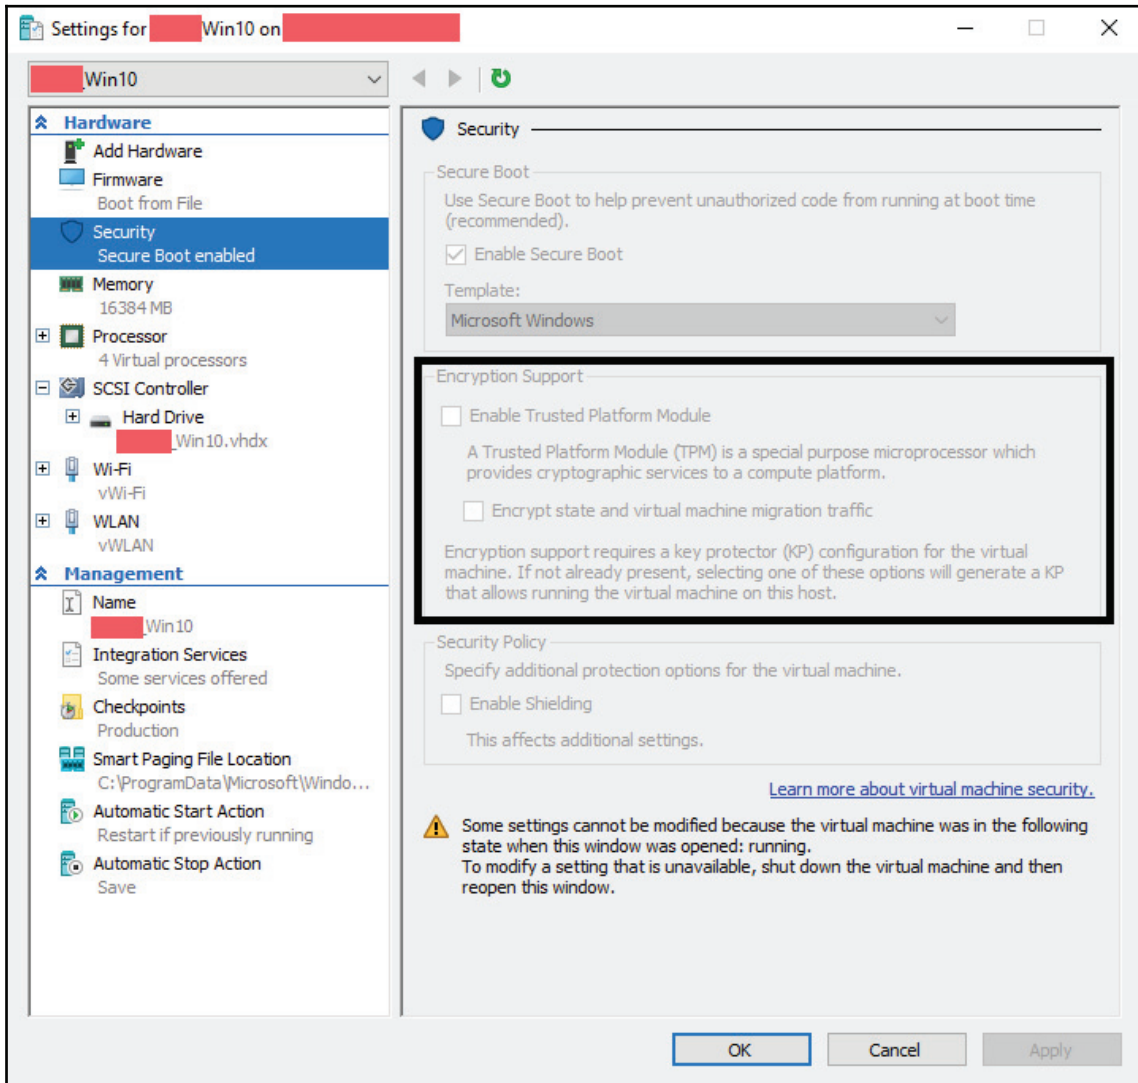 Settings for Win10 on
Win10
Hardware
Add Hardware
Firmware
Boot from File
Security
Secure Boot enabled
Memory
16384 MB
Processor
4 Virtual processors
SCSI Controller
Hard Drive
_Win10.vhdx
Wi-Fi
vWi-Fi
WLAN
vWLAN
Management
Name
_Win10
Integration Services
Some services offered
Checkpoints
Production
Smart Paging File Location
C:\ProgramData\Microsoft\Windo...
Automatic Start Action
Restart if previously running
Automatic Stop Action
Save
Security
Secure Boot
Use Secure Boot to help prevent unauthorized code from running at boot time
(recommended).
Enable Secure Boot
Template:
Microsoft Windows
Encryption Support
Enable Trusted Platform Module
A Trusted Platform Module (TPM) is a special purpose microprocessor which
provides cryptographic services to a compute platform.
Encrypt state and virtual machine migration traffic
Encryption support requires a key protector (KP) configuration for the virtual
machine. If not already present, selecting one of these options will generate a KP
that allows running the virtual machine on this host.
Security Policy
Specify additional protection options for the virtual machine.
Enable Shielding
This affects additional settings.
Learn more about virtual machine security.
Some settings cannot be modified because the virtual machine was in the following
state when this window was opened: running.
To modify a setting that is unavailable, shut down the virtual machine and then
reopen this window.
OK
Cancel
Apply